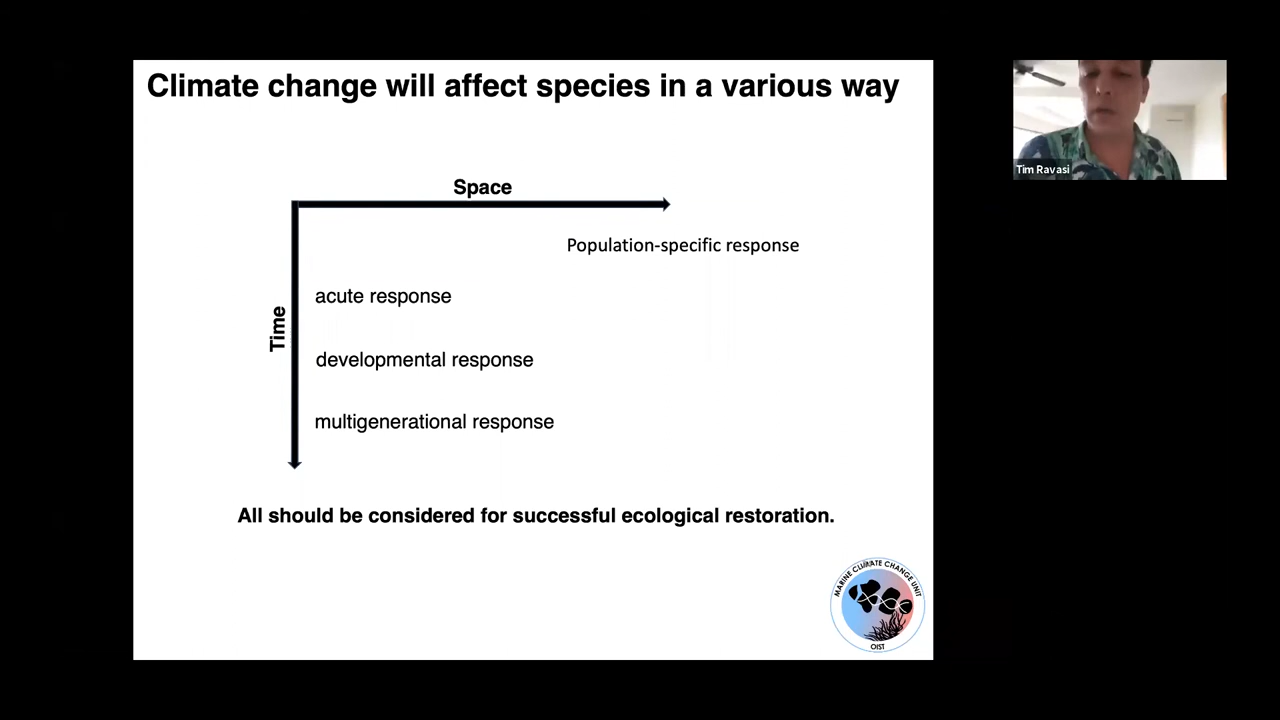 Climate change will affect species in a various way
Tim Ravasi
Space
Population-specific response
Time
acute response
developmental response
multigenerational response
All should be considered for successful ecological restoration.
MARINE CLIMATE CHANGE UNIT
OIST